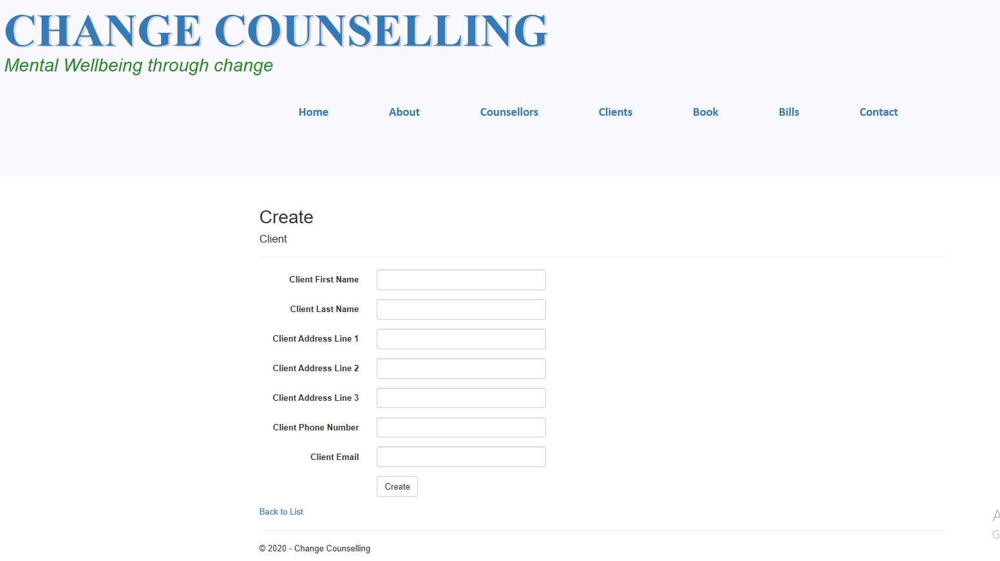 CHANGE COUNSELLING
Mental Wellbeing through change
Home About Counsellors Clients Book Bills Contact
Create
Client
Client First Name
Client Last Name
Client Address Line 1
Client Address Line 2
Client Address Line 3
Client Phone Number
Client Email
Create
Back to List
© 2020 - Change Counselling